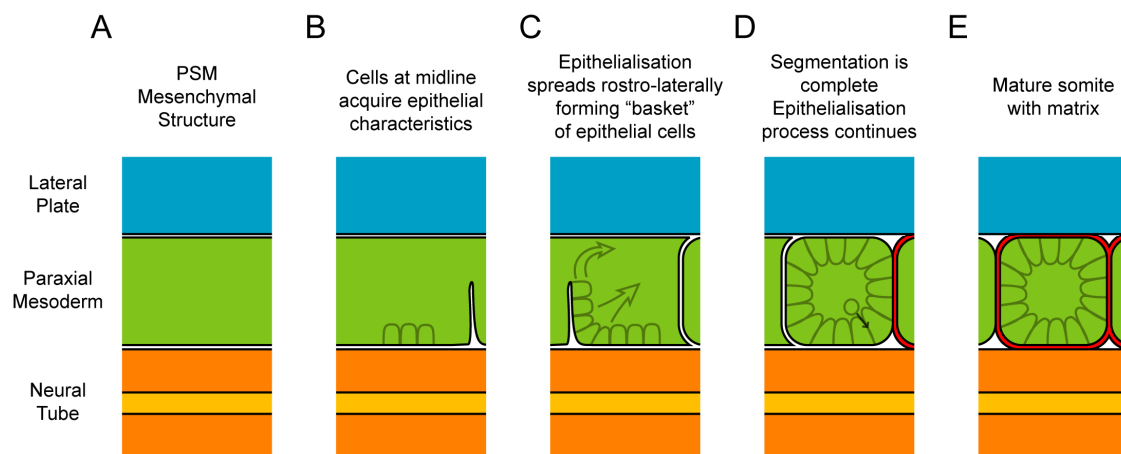 A
B
C
D
E
PSM
Mesenchymal
Structure
Cells at midline
acquire epithelial
characteristics
Epithelialisation
spreads rostro-laterally
forming “basket”
of epithelial cells
Segmentation is
complete
Epithelialisation
process continues
Mature somite
with matrix
Lateral
Plate
Paraxial
Mesoderm
Neural
Tube